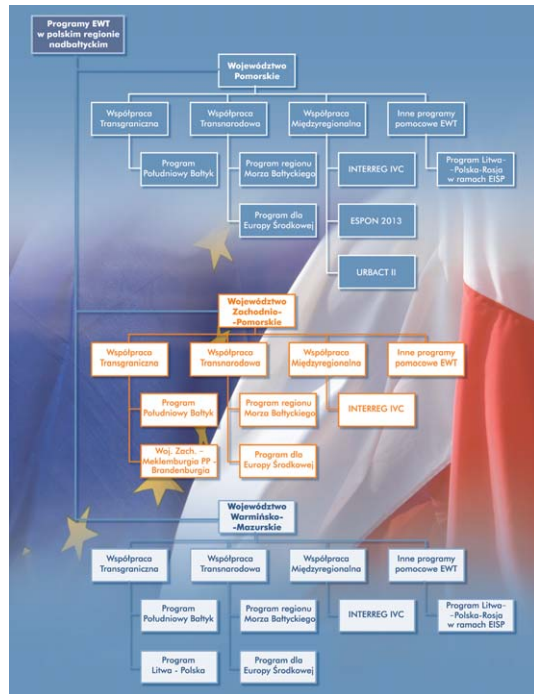 Programy EWT
w polskim regionie
nadbałtyckim
Województwo
Pomorskie
Współpraca
Transgraniczna
Współpraca
Transnarodowa
Współpraca
Międzyregionalna
Inne programy
pomocowe EWT
Program
Południowy Bałtyk
Program regionu
Morza Bałtyckiego
INTERREG IVC
Program Litwa-
-Polska-Rosja
w ramach EISP
Program dla
Europy Środkowej
ESPON 2013
URBACT II
Województwo
Zachodnio-
-Pomorskie
Współpraca
Transgraniczna
Współpraca
Transnarodowa
Współpraca
Międzyregionalna
Inne programy
pomocowe EWT
Program
Południowy Bałtyk
Program regionu
Morza Bałtyckiego
INTERREG IVC
Woj. Zach. –
Meklemburgia PP -
Brandenburgia
Program dla
Europy Środkowej
Województwo
Warmińsko-
-Mazurskie
Współpraca
Transgraniczna
Współpraca
Transnarodowa
Współpraca
Międzyregionalna
Inne programy
pomocowe EWT
Program
Południowy Bałtyk
Program regionu
Morza Bałtyckiego
INTERREG IVC
Program Litwa-
-Polska-Rosja
w ramach EISP
Program
Litwa - Polska
Program dla
Europy Środkowej